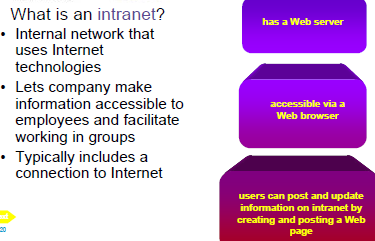 What is an intranet?
• Internal network that
uses Internet
technologies
• Lets company make
information accessible to
employees and facilitate
working in groups
• Typically includes a
connection to Internet
has a Web server
accessible via a
Web browser
users can post and update
information on intranet by
creating and posting a Web
page